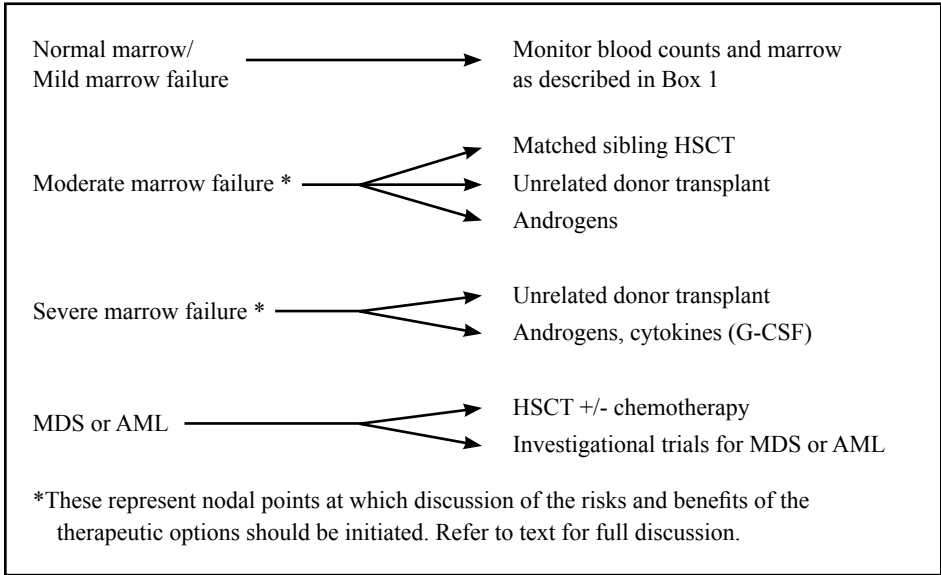 Normal marrow/
Mild marrow failure
Monitor blood counts and marrow
as described in Box 1
Moderate marrow failure *
Matched sibling HSCT
Unrelated donor transplant
Androgens
Severe marrow failure *
Unrelated donor transplant
Androgens, cytokines (G-CSF)
MDS or AML
HSCT +/- chemotherapy
Investigational trials for MDS or AML
*These represent nodal points at which discussion of the risks and benefits of the
therapeutic options should be initiated. Refer to text for full discussion.